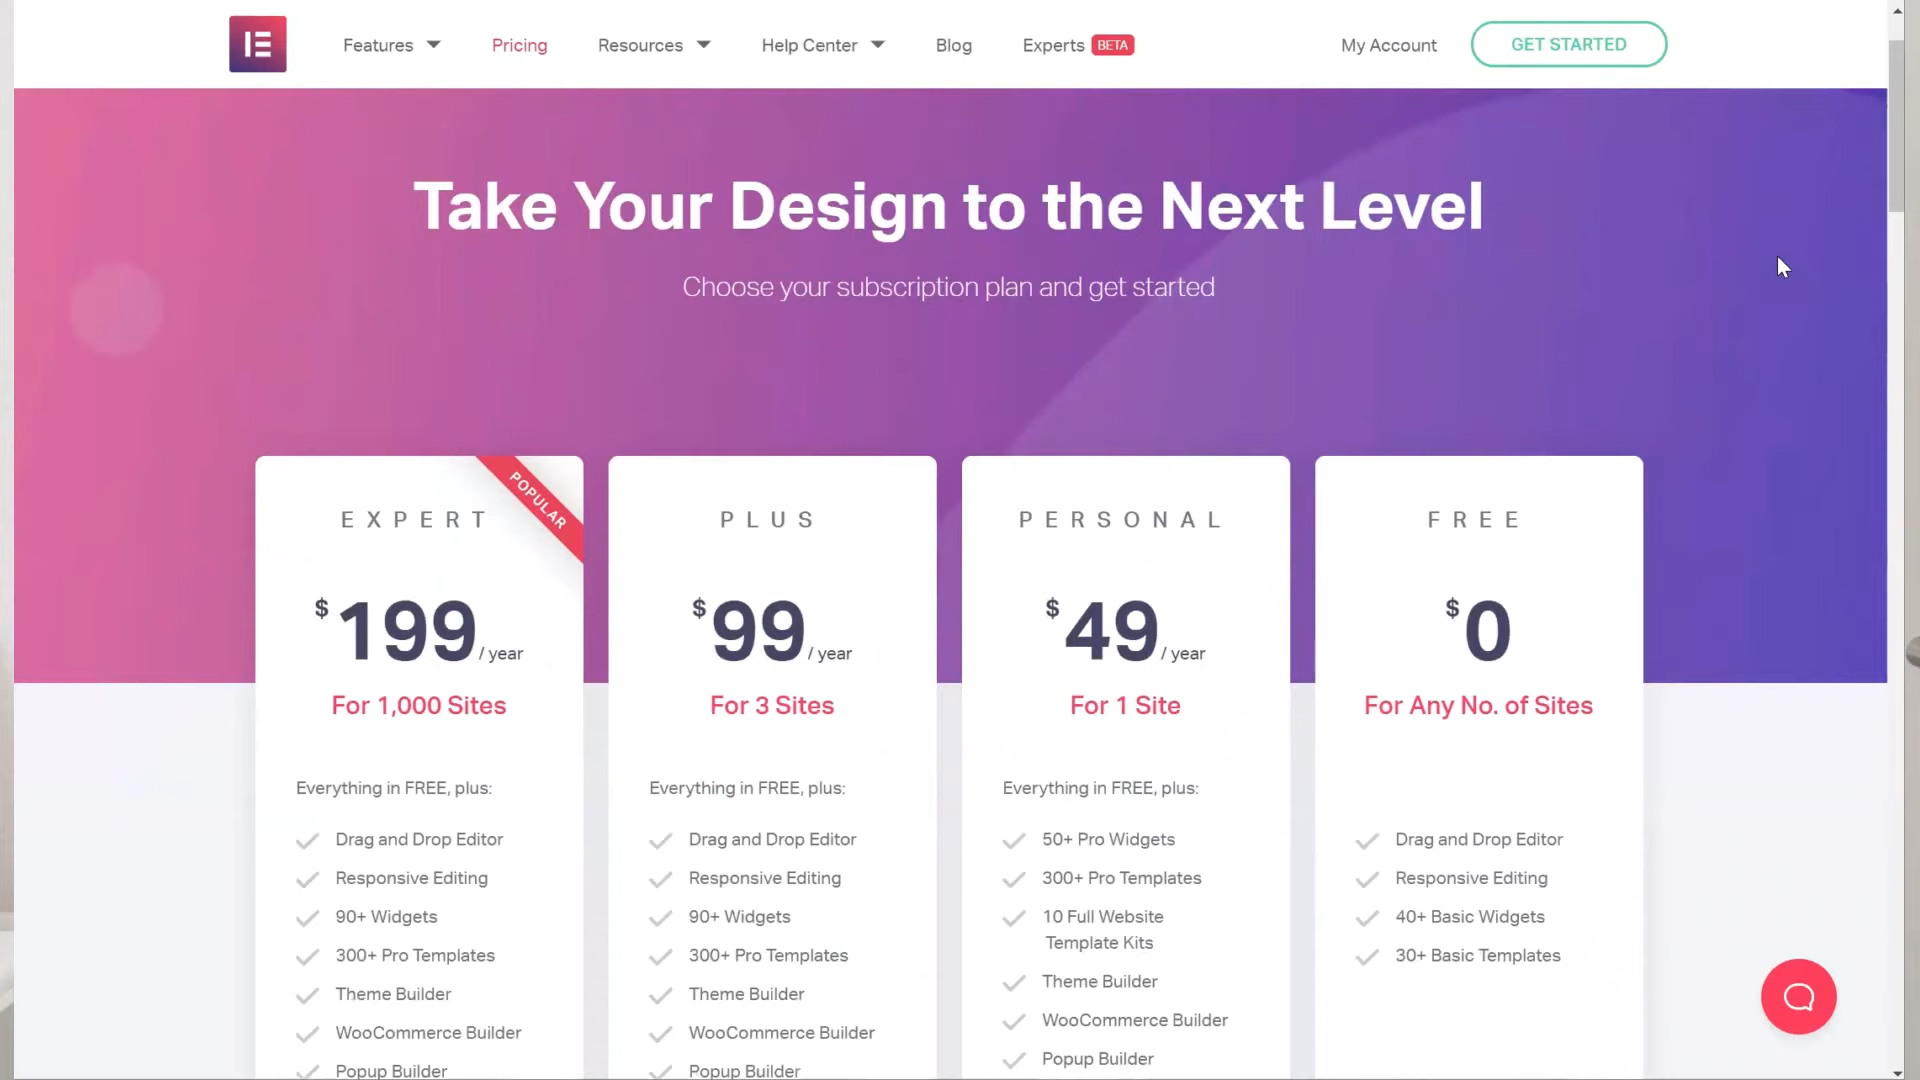 Features
Pricing
Resources
Help Center
Blog
Experts BETA
My Account
GET STARTED
Take Your Design to the Next Level
Choose your subscription plan and get started
POPULAR
EXPERT
$199/ year
For 1,000 Sites
Everything in FREE, plus:
Drag and Drop Editor
Responsive Editing
90+ Widgets
300+ Pro Templates
Theme Builder
WooCommerce Builder
Popup Builder
PLUS
$99/ year
For 3 Sites
Everything in FREE, plus:
Drag and Drop Editor
Responsive Editing
90+ Widgets
300+ Pro Templates
Theme Builder
WooCommerce Builder
Popup Builder
PERSONAL
$49/ year
For 1 Site
Everything in FREE, plus:
50+ Pro Widgets
300+ Pro Templates
10 Full Website
Template Kits
Theme Builder
WooCommerce Builder
Popup Builder
FREE
$0
For Any No. of Sites
Drag and Drop Editor
Responsive Editing
40+ Basic Widgets
30+ Basic Templates